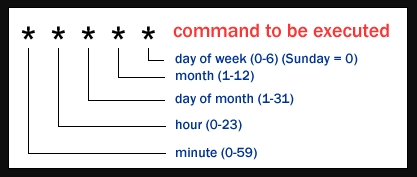 * * * * * command to be executed
day of week (0-6) (Sunday = 0)
month (1-12)
day of month (1-31)
hour (0-23)
minute (0-59)